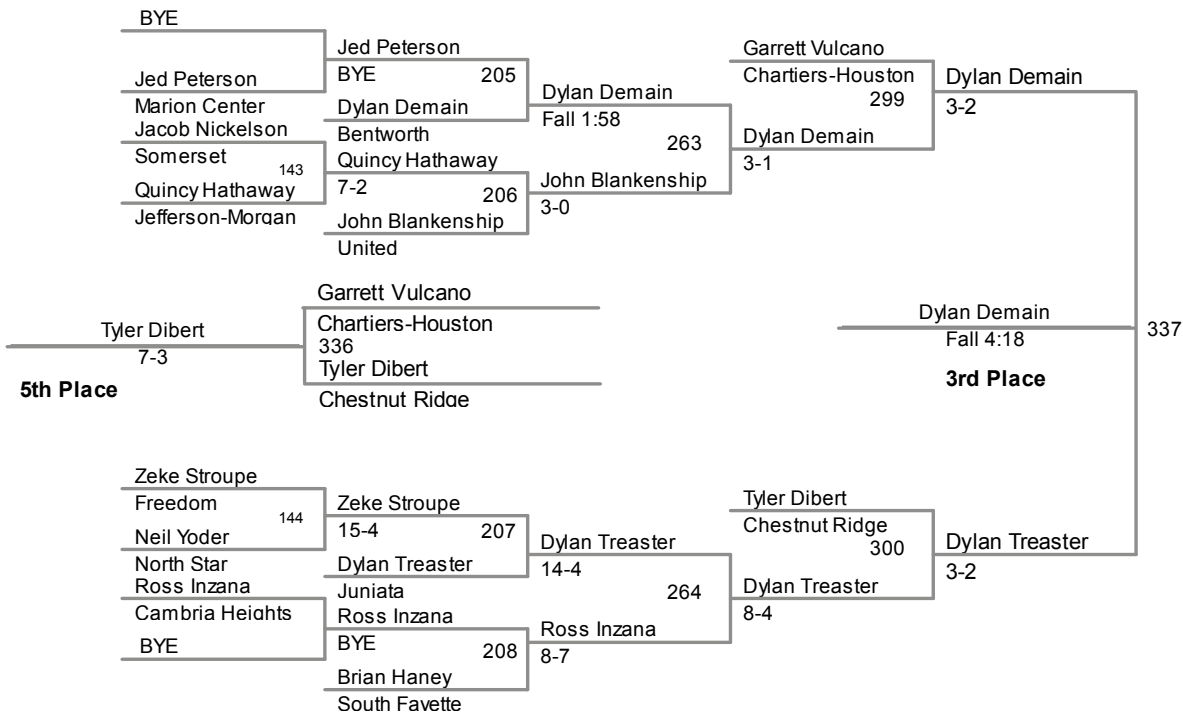 BYE
Jed Peterson
Marion Center
Jacob Nickelson
Somerset
143
Quincy Hathaway
Jefferson-Morgan
Jed Peterson
BYE
205
Dylan Demain
Bentworth
Quincy Hathaway
7-2
206
John Blankenship
United
Dylan Demain
Fall 1:58
263
John Blankenship
3-0
Garrett Vulcano
Chartiers-Houston
299
Dylan Demain
3-1
Dylan Demain
3-2
Tyler Dibert
7-3
5th Place
Garrett Vulcano
Chartiers-Houston
336
Tyler Dibert
Chestnut Ridge
Dylan Demain
Fall 4:18
3rd Place
337
Zeke Stroupe
Freedom
144
Neil Yoder
North Star
Ross Inzana
Cambria Heights
BYE
Zeke Stroupe
15-4
207
Dylan Treaster
Juniata
Ross Inzana
BYE
208
Brian Haney
South Fayette
Dylan Treaster
14-4
264
Ross Inzana
8-7
Tyler Dibert
Chestnut Ridge
300
Dylan Treaster
8-4
Dylan Treaster
3-2